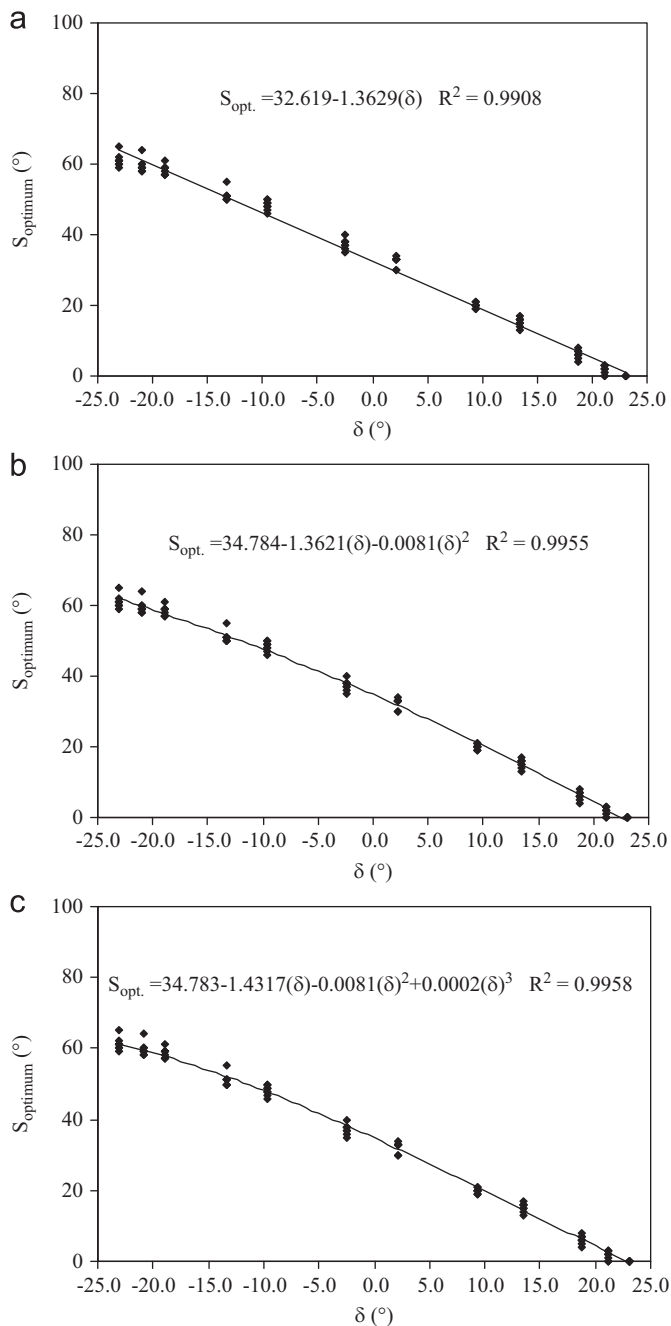 a
100
S_opt. =32.619-1.3629(δ) R² = 0.9908
80
60
S_optimum (°)
40
20
0
-25.0 -20.0 -15.0 -10.0 -5.0 0.0 5.0 10.0 15.0 20.0 25.0
δ (°)
b
100
S_opt. =34.784-1.3621(δ)-0.0081(δ)² R² = 0.9955
80
60
S_optimum (°)
40
20
0
-25.0 -20.0 -15.0 -10.0 -5.0 0.0 5.0 10.0 15.0 20.0 25.0
δ (°)
c
100
S_opt. =34.783-1.4317(δ)-0.0081(δ)²+0.0002(δ)³ R² = 0.9958
80
60
S_optimum (°)
40
20
0
-25.0 -20.0 -15.0 -10.0 -5.0 0.0 5.0 10.0 15.0 20.0 25.0
δ (°)